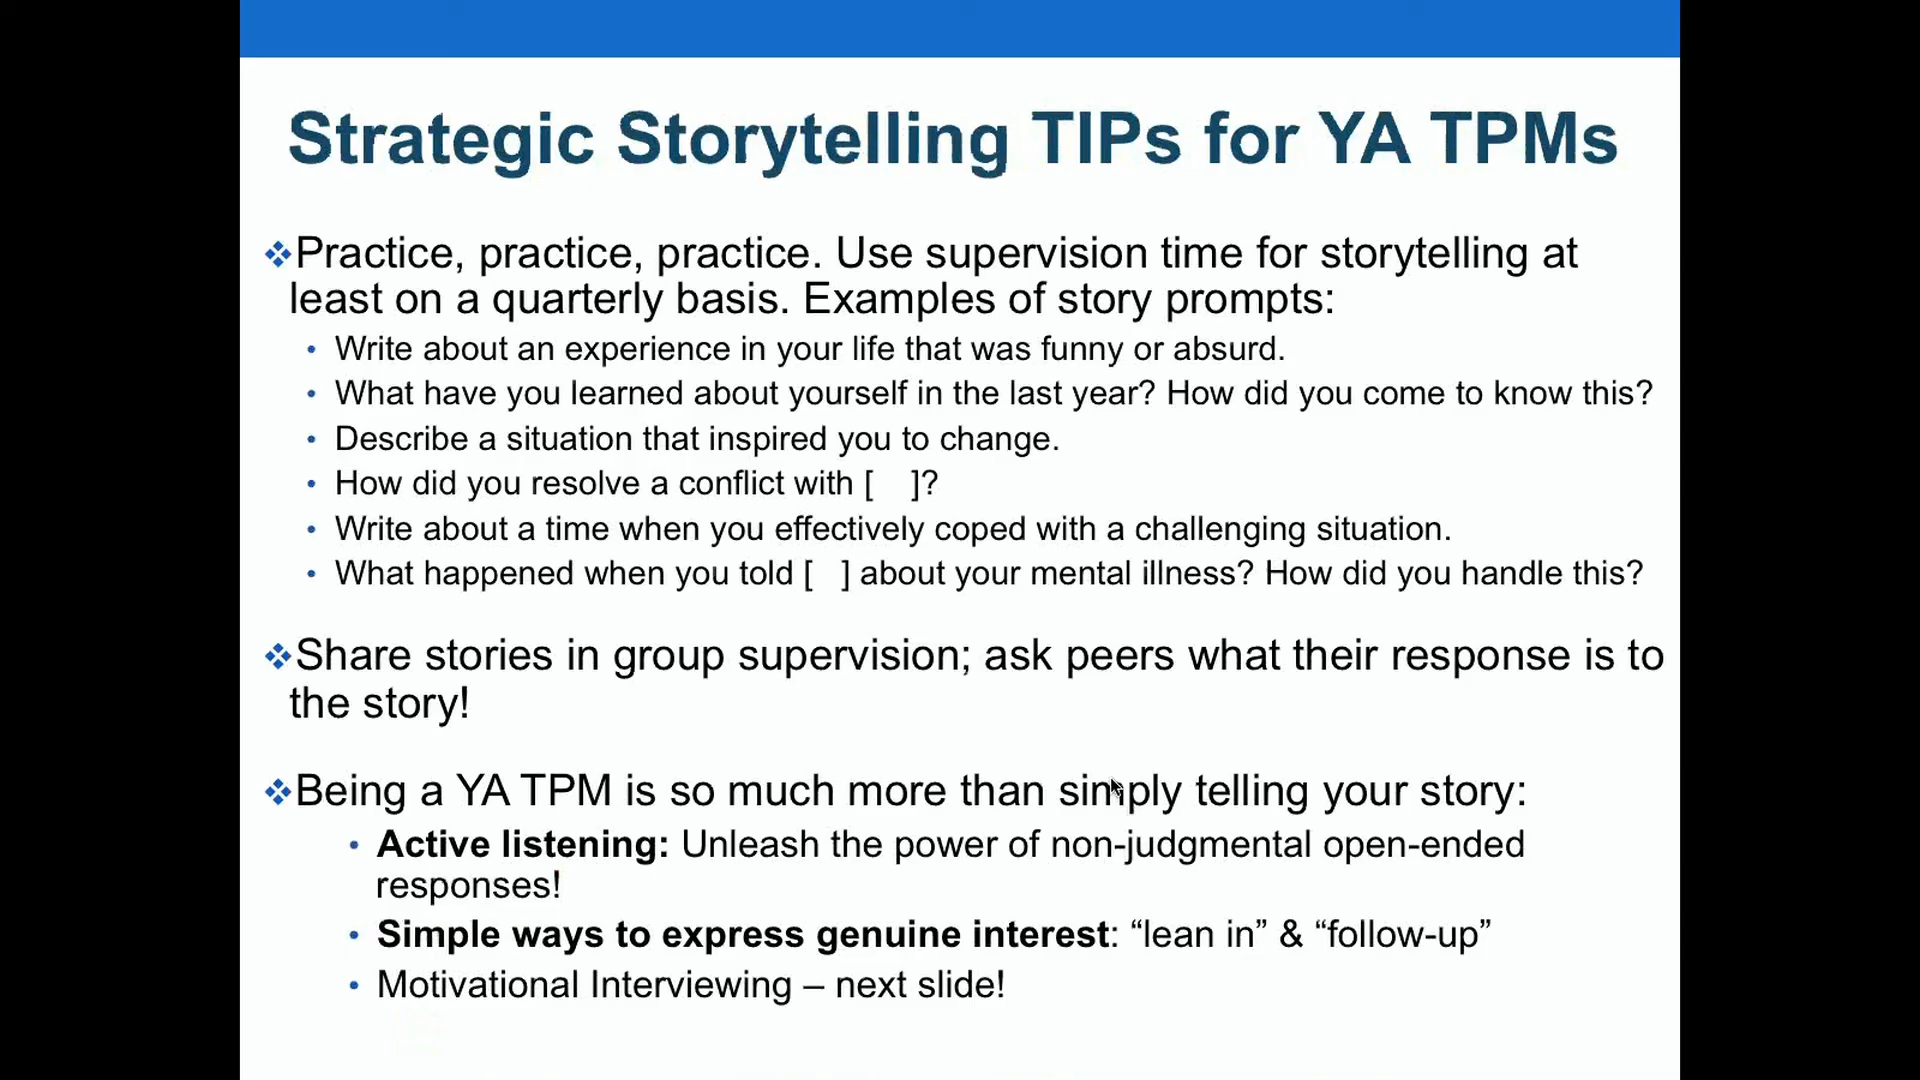 Strategic Storytelling TIPs for YA TPMs
❖Practice, practice, practice. Use supervision time for storytelling at
least on a quarterly basis. Examples of story prompts:
• Write about an experience in your life that was funny or absurd.
• What have you learned about yourself in the last year? How did you come to know this?
• Describe a situation that inspired you to change.
• How did you resolve a conflict with [    ]?
• Write about a time when you effectively coped with a challenging situation.
• What happened when you told [   ] about your mental illness? How did you handle this?
❖Share stories in group supervision; ask peers what their response is to
the story!
❖Being a YA TPM is so much more than simply telling your story:
• Active listening: Unleash the power of non-judgmental open-ended
responses!
• Simple ways to express genuine interest: “lean in” & “follow-up”
• Motivational Interviewing – next slide!